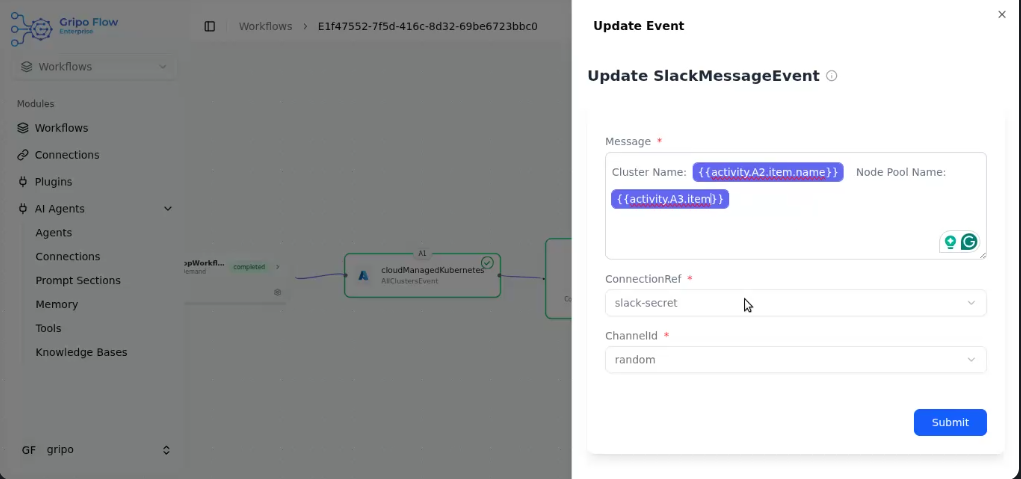 Gripo Flow
Enterprise
Workflows
Modules
Workflows
Connections
Plugins
AI Agents
Agents
Connections
Prompt Sections
Memory
Tools
Knowledge Bases
GF gripo
Workflows > E1f47552-7f5d-416c-8d32-69be6723bbc0
completed
A1
cloudManagedKubernetes
AllClustersEvent
Update Event
Update SlackMessageEvent
Message *
Cluster Name: {{activity.A2.item.name}} Node Pool Name:
{{activity.A3.item}}
ConnectionRef *
slack-secret
ChannelId *
random
Submit